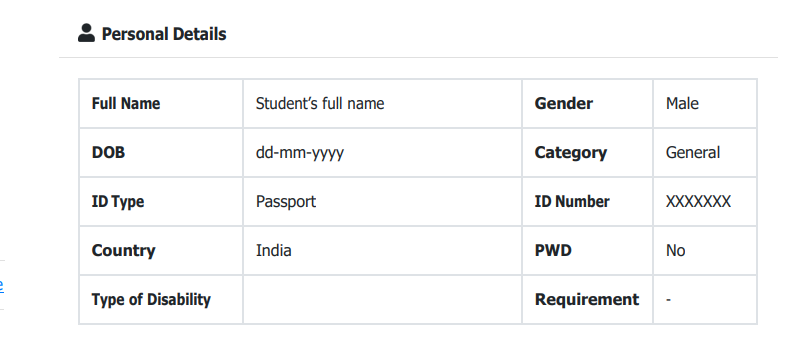 Personal Details
Full Name Student’s full name Gender Male
DOB dd-mm-yyyy Category General
ID Type Passport ID Number XXXXXXX
Country India PWD No
Type of Disability Requirement -